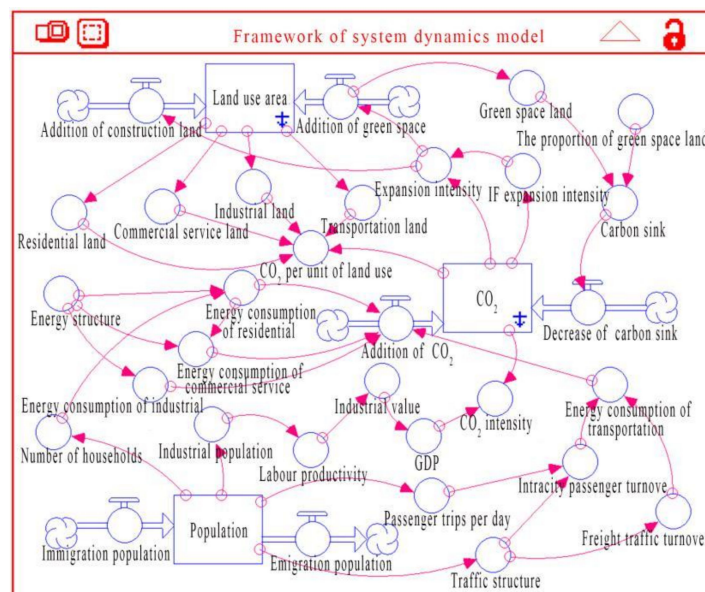 Framework of system dynamics model
Land use area
Addition of construction land
Addition of green space
Green space land
The proportion of green space land
Expansion intensity
IF expansion intensity
Industrial land
Transportation land
Commercial service land
Residential land
Carbon sink
CO₂ per unit of land use
CO₂
Energy structure
Energy consumption
of residential
Addition of CO₂
Decrease of carbon sink
Energy consumption of
commercial service
Energy consumption of industrial
Industrial value
CO₂ intensity
Energy consumption of
transportation
Number of households
Industrial population
Labour productivity
GDP
Intracity passenger turnove
Population
Passenger trips per day
Immigration population
Emigration population
Traffic structure
Freight traffic turnover